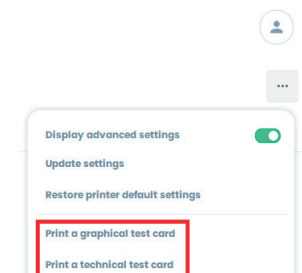 ...
Display advanced settings
Update settings
Restore printer default settings
Print a graphical test card
Print a technical test card